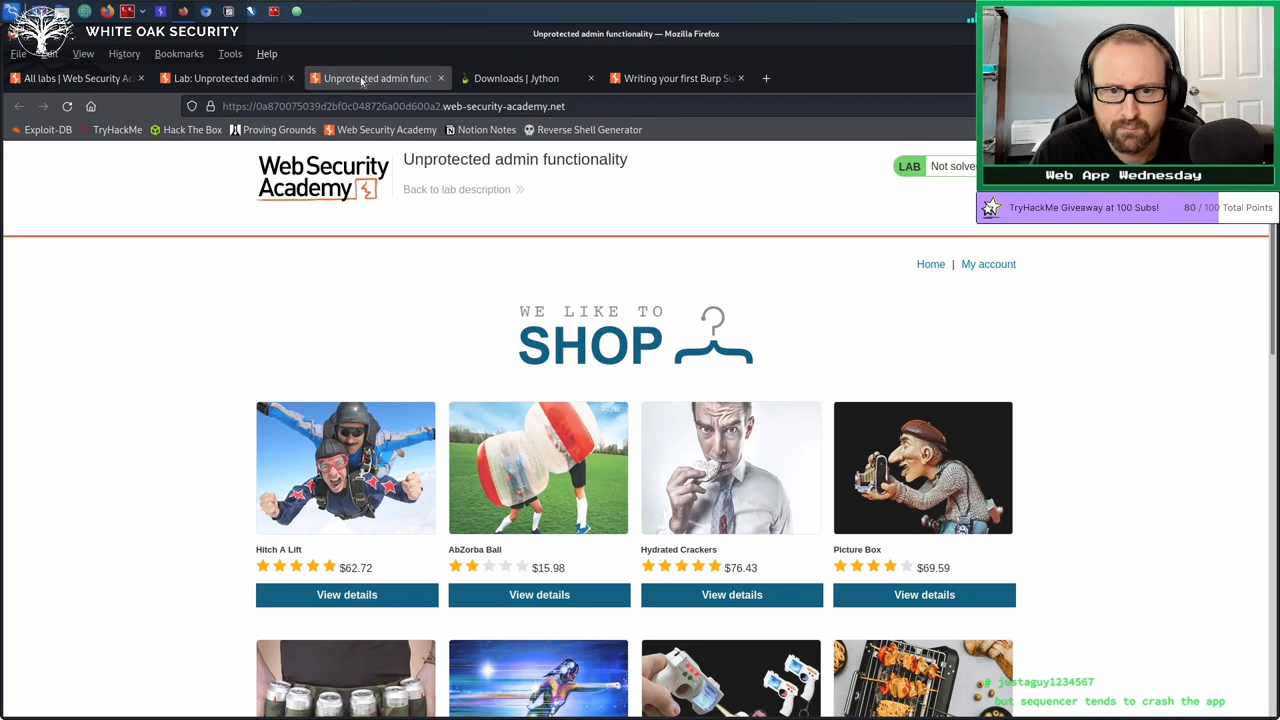 WHITE OAK SECURITY
Unprotected admin functionality — Mozilla Firefox
File Edit View History Bookmarks Tools Help
All labs | Web Security Ac
Lab: Unprotected admin f
Unprotected admin funct
Downloads | Jython
Writing your first Burp Su
https://0a870075039d2bf0c048726a00d600a2.web-security-academy.net
Exploit-DB TryHackMe Hack The Box Proving Grounds Web Security Academy Notion Notes Reverse Shell Generator
Web App Wednesday
TryHackMe Giveaway at 100 Subs! 80 / 100 Total Points
Web Security
Academy
Unprotected admin functionality
Back to lab description
LAB Not solve
Home | My account
WE LIKE TO
SHOP
Hitch A Lift
$62.72
View details
AbZorba Ball
$15.98
View details
Hydrated Crackers
$76.43
View details
Picture Box
$69.59
View details
# justaguy1234567
but sequencer tends to crash the app